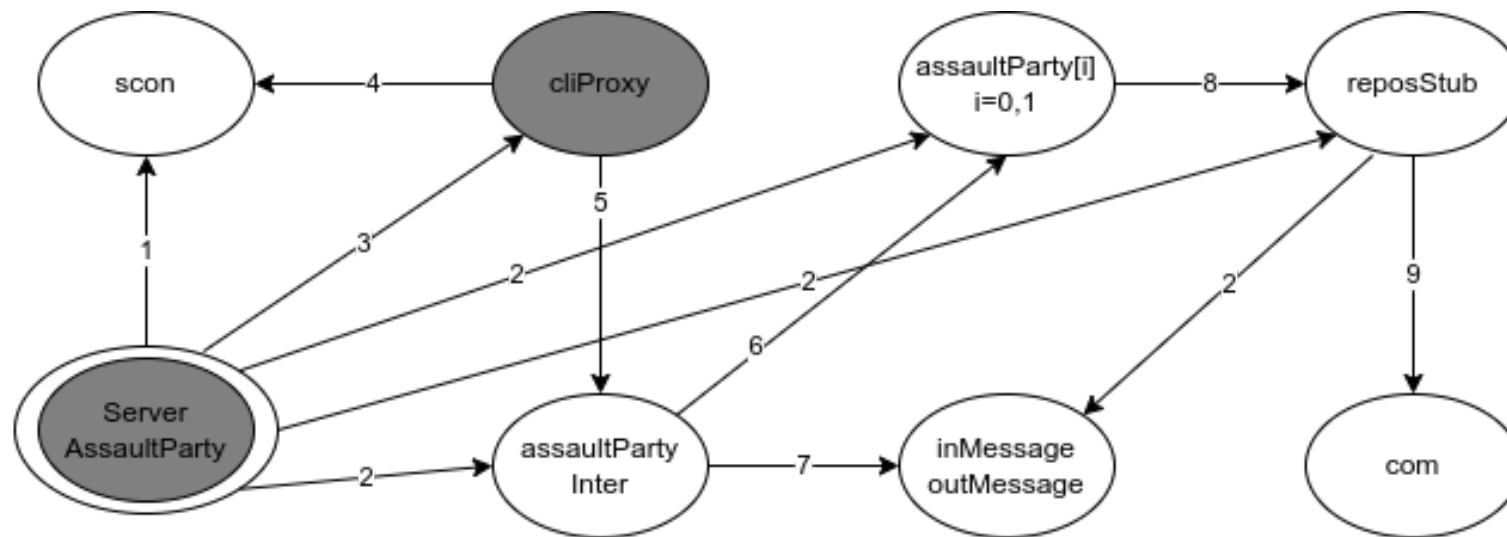 scon
4
cliProxy
assaultParty[i]
i=0,1
8
reposStub
1
3
5
2
2
6
2
9
Server
AssaultParty
2
assaultParty
Inter
7
inMessage
outMessage
com